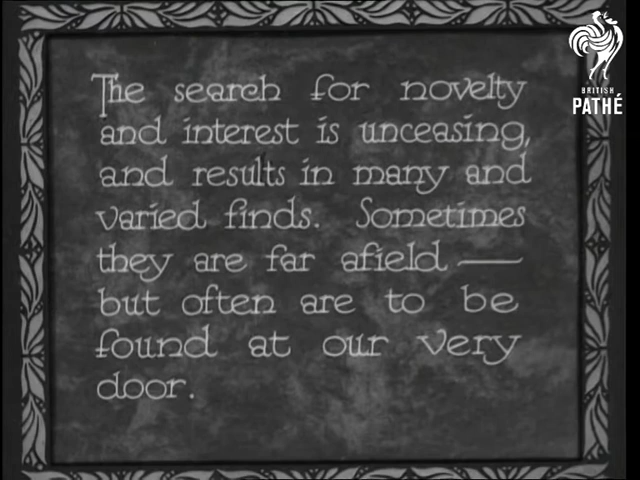 The search for novelty
and interest is unceasing,
and results in many and
varied finds. Sometimes
they are far afield —
but often are to be
found at our very
door.
BRITISH
PATHÉ